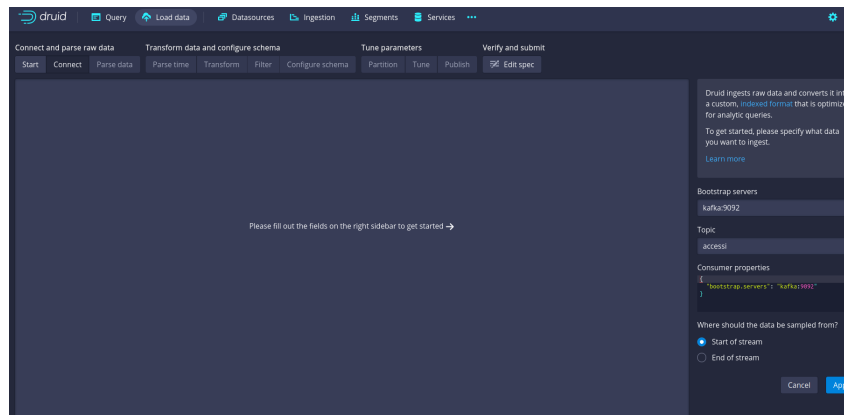 druid Query Load data Datasources Ingestion Segments Services
Connect and parse raw data Transform data and configure schema Tune parameters Verify and submit
Start Connect Parse data Parse time Transform Filter Configure schema Partition Tune Publish Edit spec
Druid ingests raw data and converts it int
a custom, indexed format that is optimize
for analytic queries.
To get started, please specify what data
you want to ingest.
Learn more
Please fill out the fields on the right sidebar to get started
Bootstrap servers
kafka:9092
Topic
accessi
Consumer properties
{
"bootstrap.servers": "kafka:9092"
}
Where should the data be sampled from?
Start of stream
End of stream
Cancel App